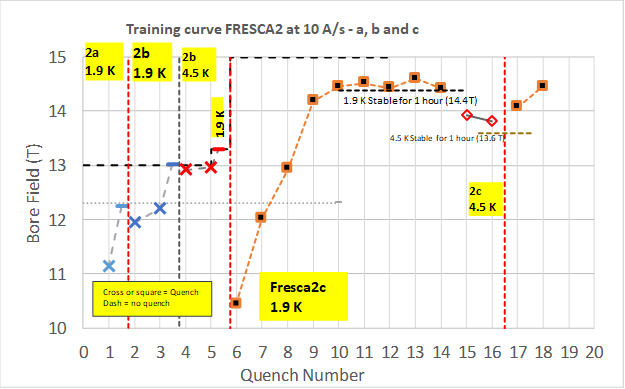 Training curve FRESCA2 at 10 A/s - a, b and c
2a
1.9 K
2b
1.9 K
2b
4.5 K
1.9 K
1.9 K Stable for 1 hour (14.4T)
4.5 K Stable for 1 hour (13.6 T)
2c
4.5 K
Fresca2c
1.9 K
Cross or square = Quench
Dash = no quench
Bore Field (T)
15
14
13
12
11
10
0 1 2 3 4 5 6 7 8 9 10 11 12 13 14 15 16 17 18 19 20
Quench Number